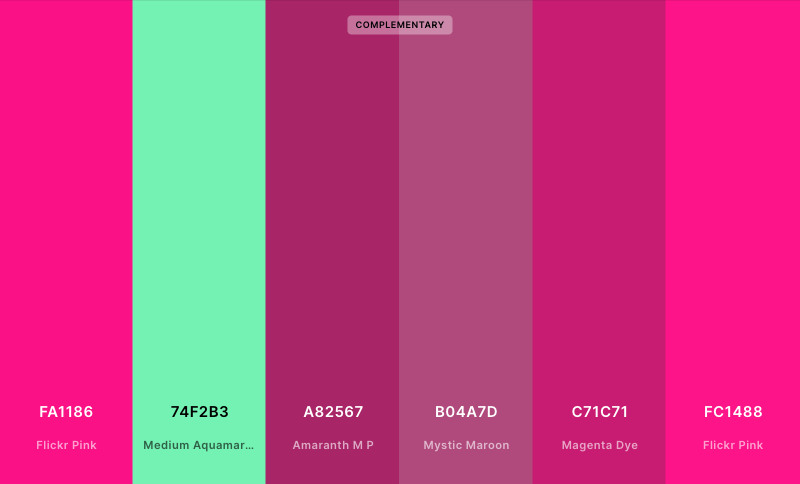 COMPLEMENTARY
FA1186 74F2B3 A82567 B04A7D C71C71 FC1488
Flickr Pink Medium Aquamar... Amaranth M P Mystic Maroon Magenta Dye Flickr Pink